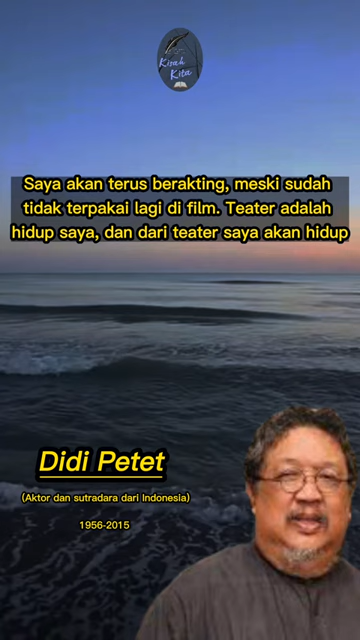 Kisah
Kita
Saya akan terus berakting, meski sudah
tidak terpakai lagi di film. Teater adalah
hidup saya, dan dari teater saya akan hidup
Didi Petet
(Aktor dan sutradara dari Indonesia)
1956-2015